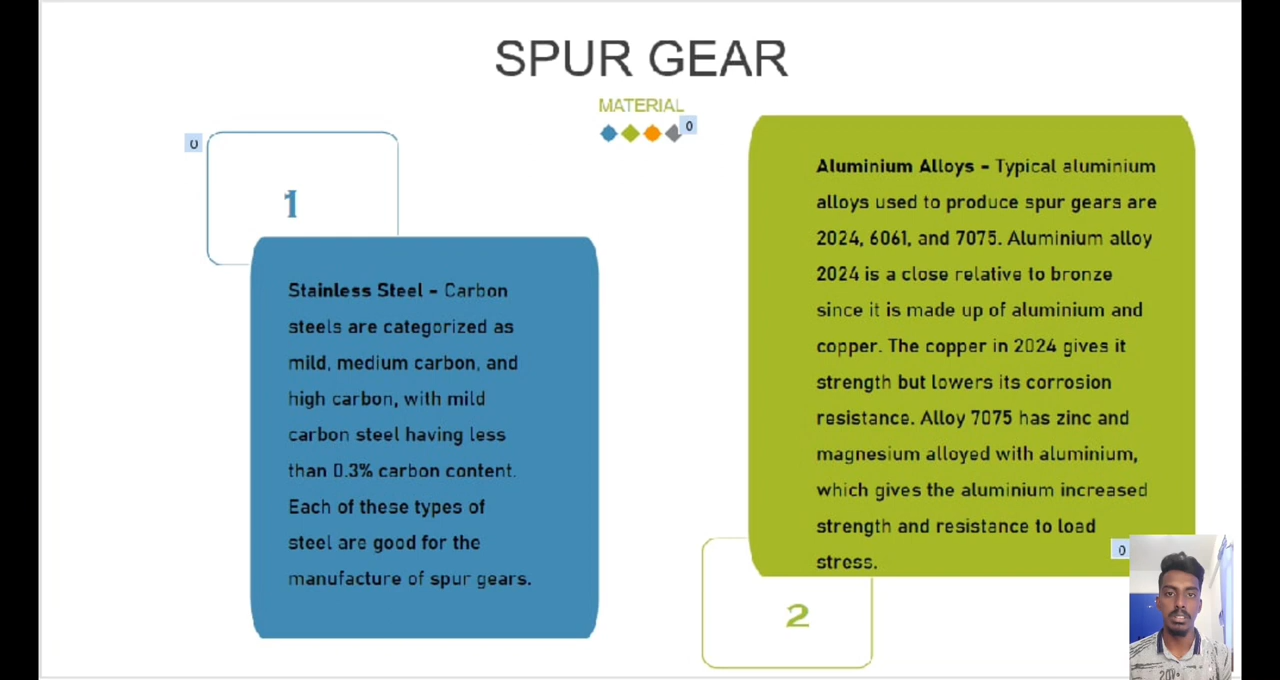 SPUR GEAR
MATERIAL
0
0
1
Stainless Steel - Carbon
steels are categorized as
mild, medium carbon, and
high carbon, with mild
carbon steel having less
than 0.3% carbon content.
Each of these types of
steel are good for the
manufacture of spur gears.
Aluminium Alloys - Typical aluminium
alloys used to produce spur gears are
2024, 6061, and 7075. Aluminium alloy
2024 is a close relative to bronze
since it is made up of aluminium and
copper. The copper in 2024 gives it
strength but lowers its corrosion
resistance. Alloy 7075 has zinc and
magnesium alloyed with aluminium,
which gives the aluminium increased
strength and resistance to load
stress.
0
2